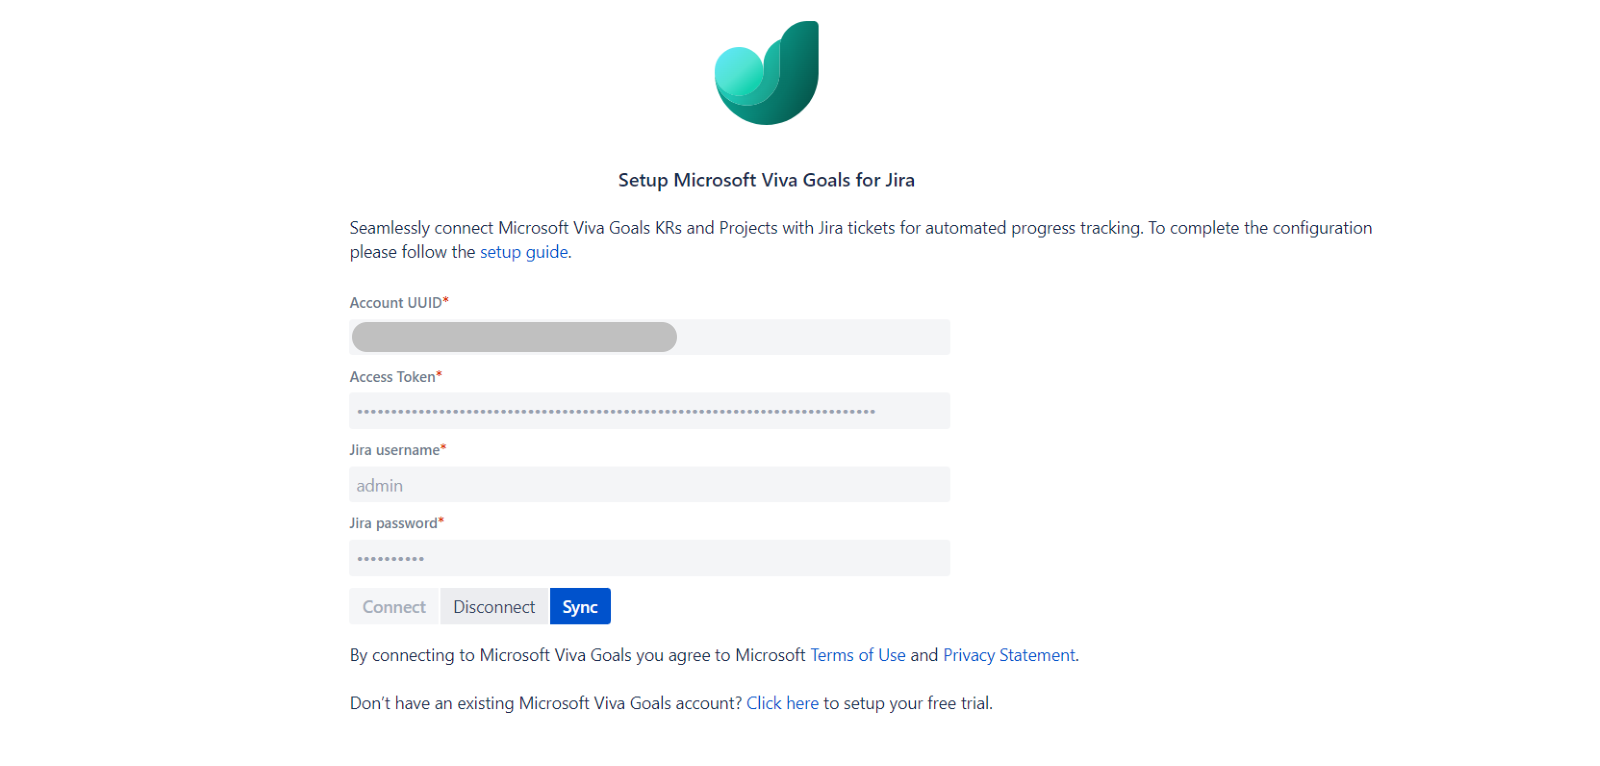 Setup Microsoft Viva Goals for Jira
Seamlessly connect Microsoft Viva Goals KRs and Projects with Jira tickets for automated progress tracking. To complete the configuration
please follow the setup guide.
Account UUID*
Access Token*
Jira username*
admin
Jira password*
Connect Disconnect Sync
By connecting to Microsoft Viva Goals you agree to Microsoft Terms of Use and Privacy Statement.
Don’t have an existing Microsoft Viva Goals account? Click here to setup your free trial.